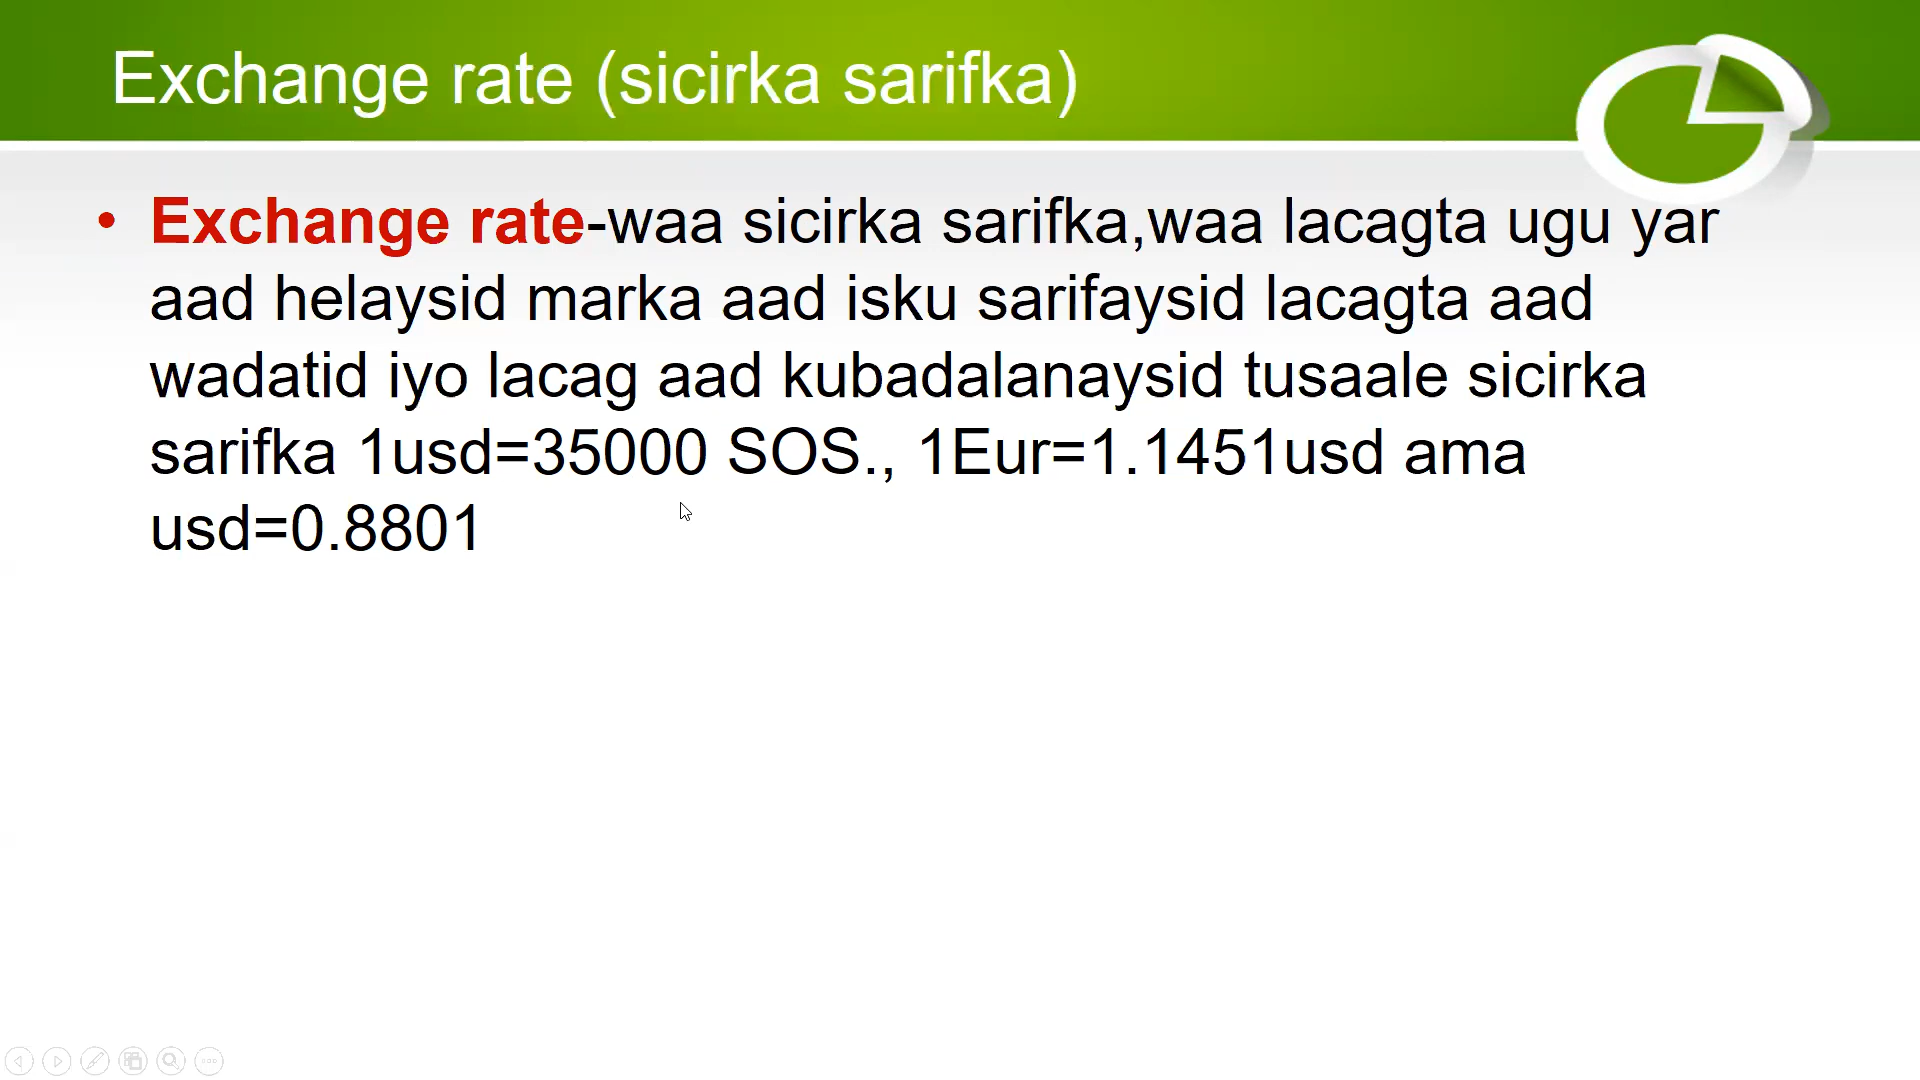 Exchange rate (sicirka sarifka)
• Exchange rate-waa sicirka sarifka,waa lacagta ugu yar
aad helaysid marka aad isku sarifaysid lacagta aad
wadatid iyo lacag aad kubadalanaysid tusaale sicirka
sarifka 1usd=35000 SOS., 1Eur=1.1451usd ama
usd=0.8801